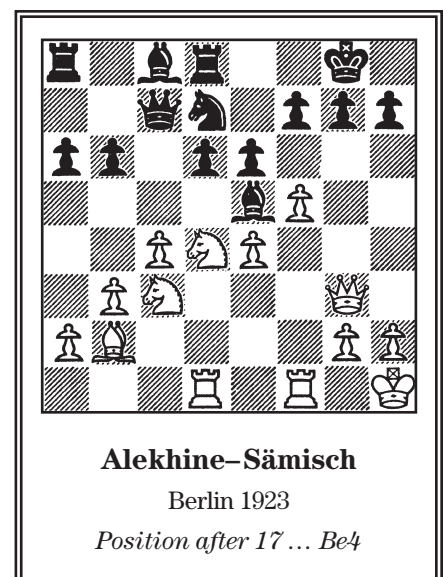 Alekhine–Sämisch
Berlin 1923
Position after 17 … Be4